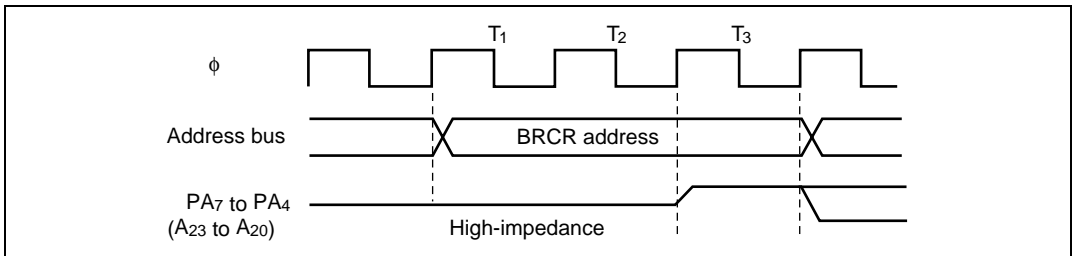 T1 T2 T3
ϕ
Address bus
BRCR address
PA7 to PA4
(A23 to A20)
High-impedance